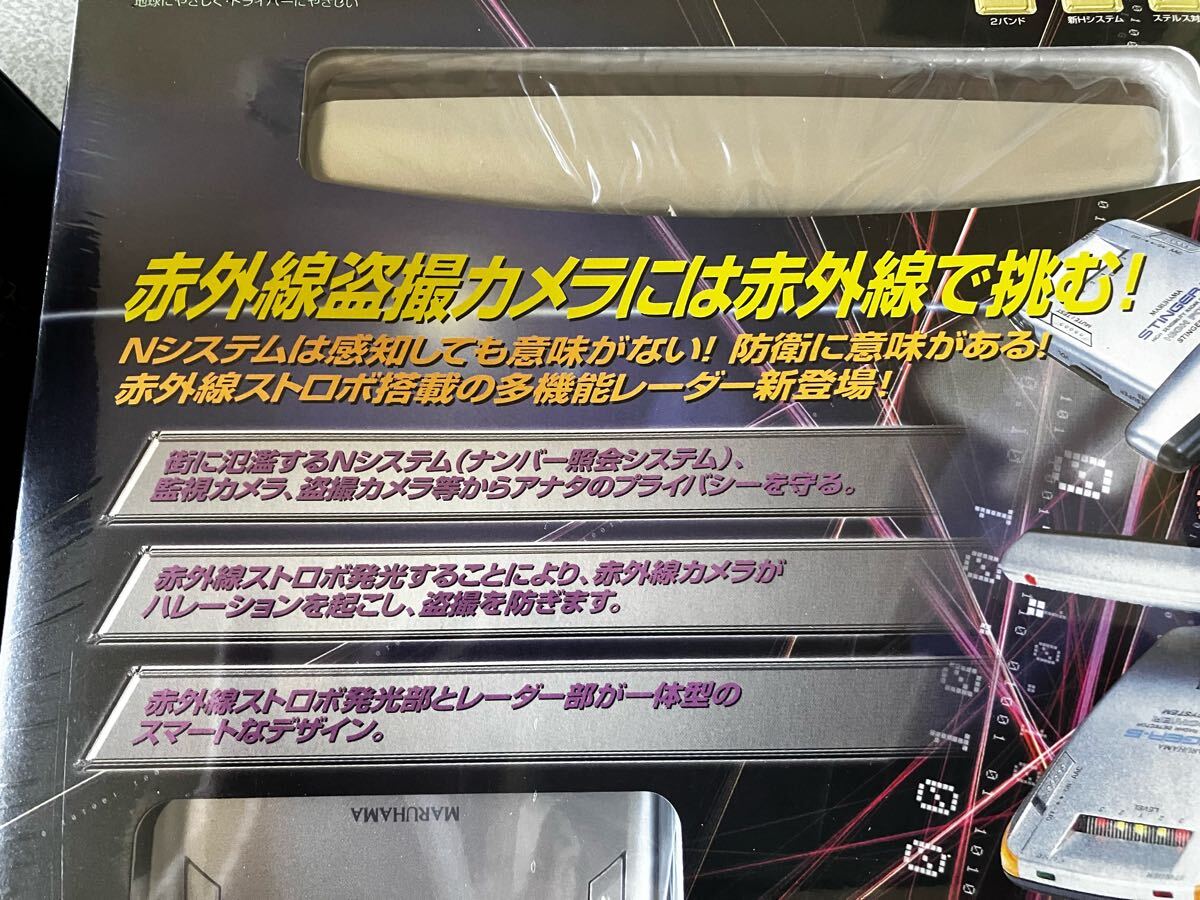 地球にやさしく・ドライバーにやさしい
2バンド
新Hシステム
ステルス対
赤外線盗撮カメラには赤外線で挑む！
Nシステムは感知しても意味がない！防衛に意味がある！
赤外線ストロボ搭載の多機能レーダー新登場！
街に氾濫するNシステム（ナンバー照会システム）、
監視カメラ、盗撮カメラ等からアナタのプライバシーを守る。
赤外線ストロボ発光することにより、赤外線カメラが
ハレーションを起こし、盗撮を防ぎます。
赤外線ストロボ発光部とレーダー部が一体型の
スマートなデザイン。
MARUHAMA
MARUHAMA
STINGER
MARUHAMA
LEVEL